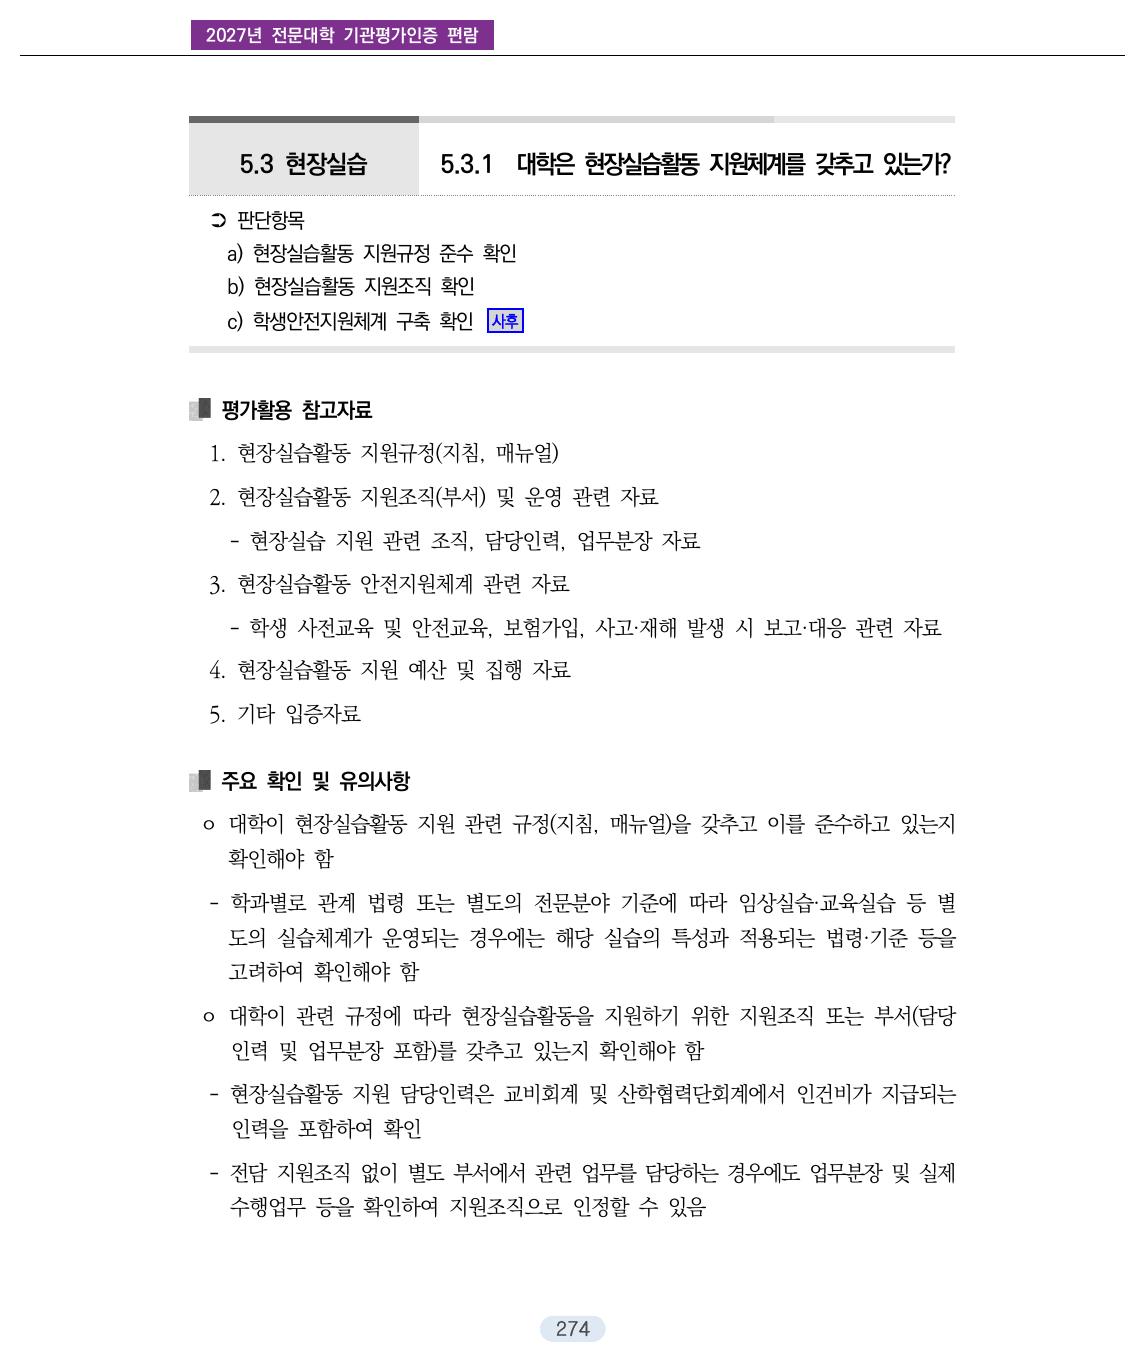 2027년 전문대학 기관평가인증 편람
5.3 현장실습
5.3.1 대학은 현장실습활동 지원체계를 갖추고 있는가?
➲ 판단항목
a) 현장실습활동 지원규정 준수 확인
b) 현장실습활동 지원조직 확인
c) 학생안전지원체계 구축 확인 사후
평가활용 참고자료
1. 현장실습활동 지원규정(지침, 매뉴얼)
2. 현장실습활동 지원조직(부서) 및 운영 관련 자료
- 현장실습 지원 관련 조직, 담당인력, 업무분장 자료
3. 현장실습활동 안전지원체계 관련 자료
- 학생 사전교육 및 안전교육, 보험가입, 사고·재해 발생 시 보고·대응 관련 자료
4. 현장실습활동 지원 예산 및 집행 자료
5. 기타 입증자료
주요 확인 및 유의사항
ㅇ 대학이 현장실습활동 지원 관련 규정(지침, 매뉴얼)을 갖추고 이를 준수하고 있는지
확인해야 함
- 학과별로 관계 법령 또는 별도의 전문분야 기준에 따라 임상실습·교육실습 등 별
도의 실습체계가 운영되는 경우에는 해당 실습의 특성과 적용되는 법령·기준 등을
고려하여 확인해야 함
ㅇ 대학이 관련 규정에 따라 현장실습활동을 지원하기 위한 지원조직 또는 부서(담당
인력 및 업무분장 포함)를 갖추고 있는지 확인해야 함
- 현장실습활동 지원 담당인력은 교비회계 및 산학협력단회계에서 인건비가 지급되는
인력을 포함하여 확인
- 전담 지원조직 없이 별도 부서에서 관련 업무를 담당하는 경우에도 업무분장 및 실제
수행업무 등을 확인하여 지원조직으로 인정할 수 있음
274